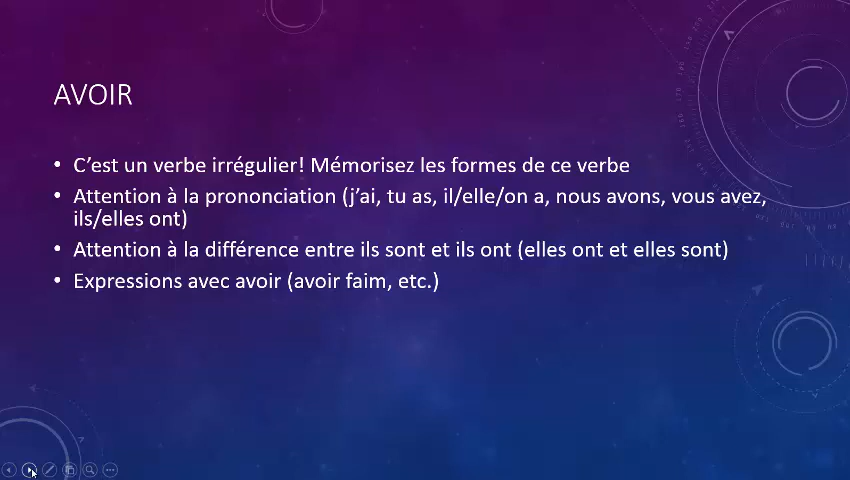 AVOIR
• C’est un verbe irrégulier! Mémorisez les formes de ce verbe
• Attention à la prononciation (j’ai, tu as, il/elle/on a, nous avons, vous avez,
ils/elles ont)
• Attention à la différence entre ils sont et ils ont (elles ont et elles sont)
• Expressions avec avoir (avoir faim, etc.)